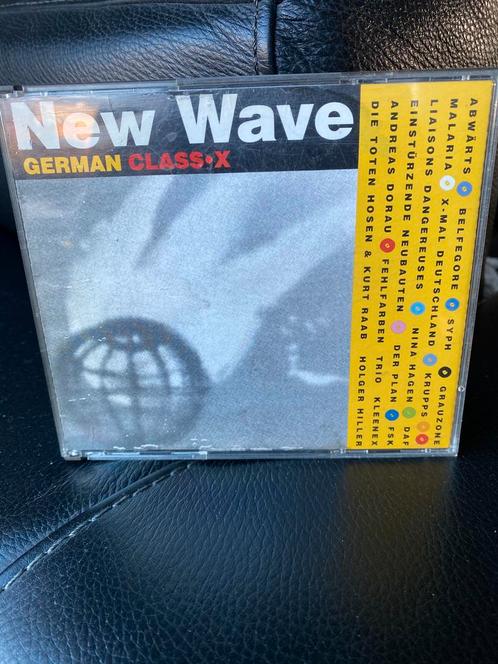 New Wave
GERMAN CLASS•X
ABWÄRTS BELFEGORE SYPH GRAUZONE
MALARIA X-MAL DEUTSCHLAND KRUPPS
LIAISONS DANGEREUSES NINA HAGEN DAF
EINSTÜRZENDE NEUBAUTEN DER PLAN FSK
ANDREAS DORAU FEHLFARBEN TRIO KLEENEX
DIE TOTEN HOSEN & KURT RAAB HOLGER HILLER